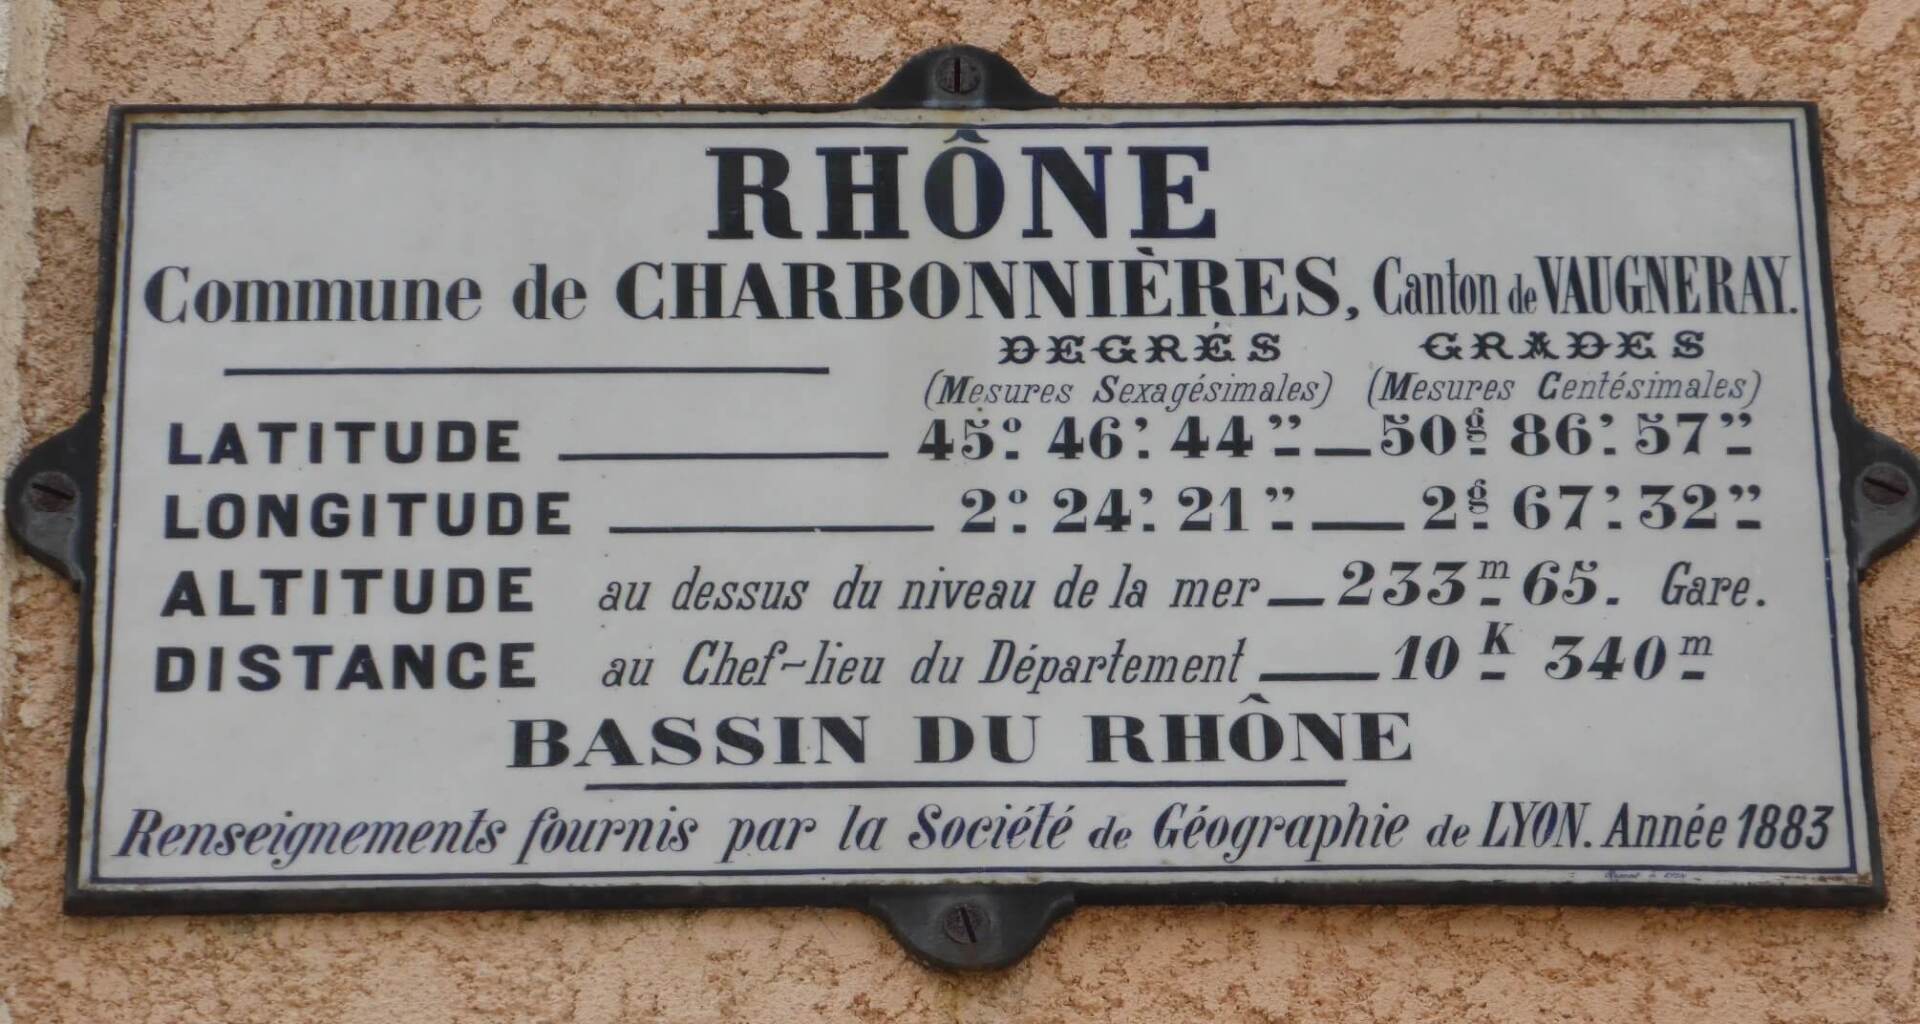 RHÔNE
Commune de CHARBONNIÈRES, Canton de VAUGNERAY.
DEGRÉS GRADES
(Mesures Sexagésimales) (Mesures Centésimales)
LATITUDE — 45°. 46'. 44"— 50g. 86'. 57"
LONGITUDE — 2°. 24'. 21"— 2g. 67'. 32"
ALTITUDE au dessus du niveau de la mer — 233m 65. Gare.
DISTANCE au Chef-lieu du Département — 10K 340m
BASSIN DU RHÔNE
Renseignements fournis par la Société de Géographie de LYON. Année 1883